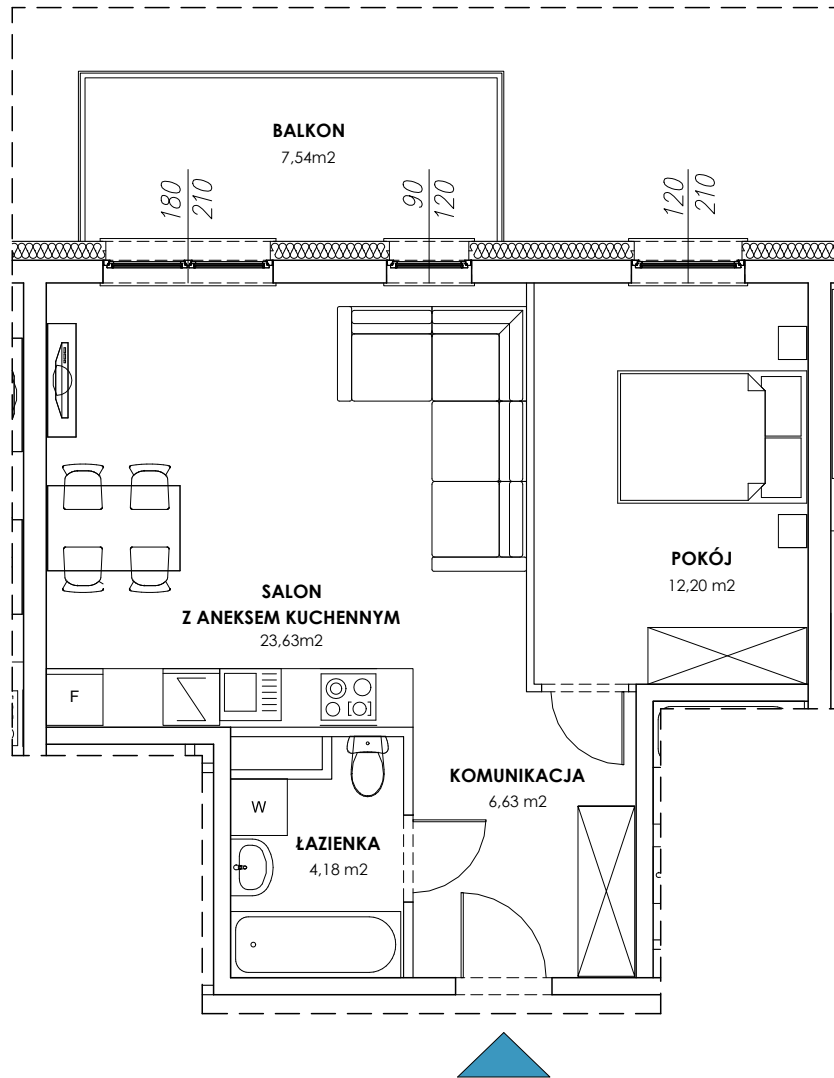 BALKON
7,54m2
180
210
90
120
120
210
POKÓJ
12,20 m2
SALON
Z ANEKSEM KUCHENNYM
23,63m2
F
KOMUNIKACJA
6,63 m2
W
ŁAZIENKA
4,18 m2